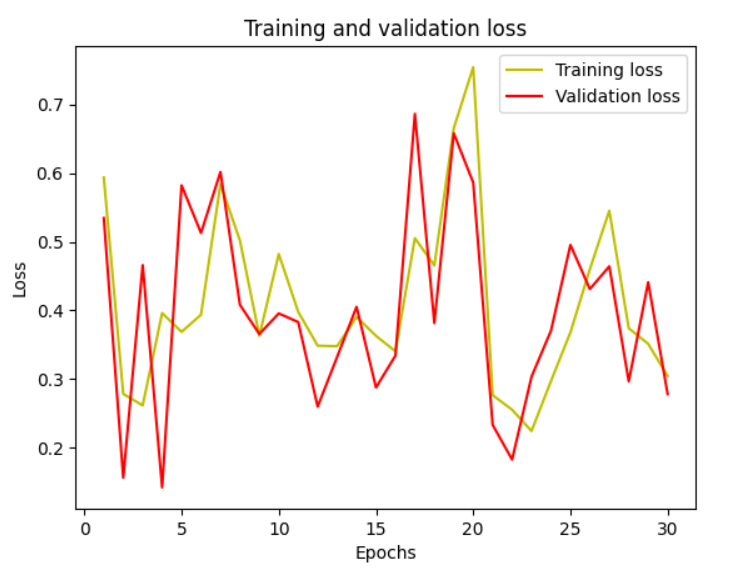 Training and validation loss
Training loss
Validation loss
0.7
0.6
0.5
0.4
0.3
0.2
Loss
0 5 10 15 20 25 30
Epochs